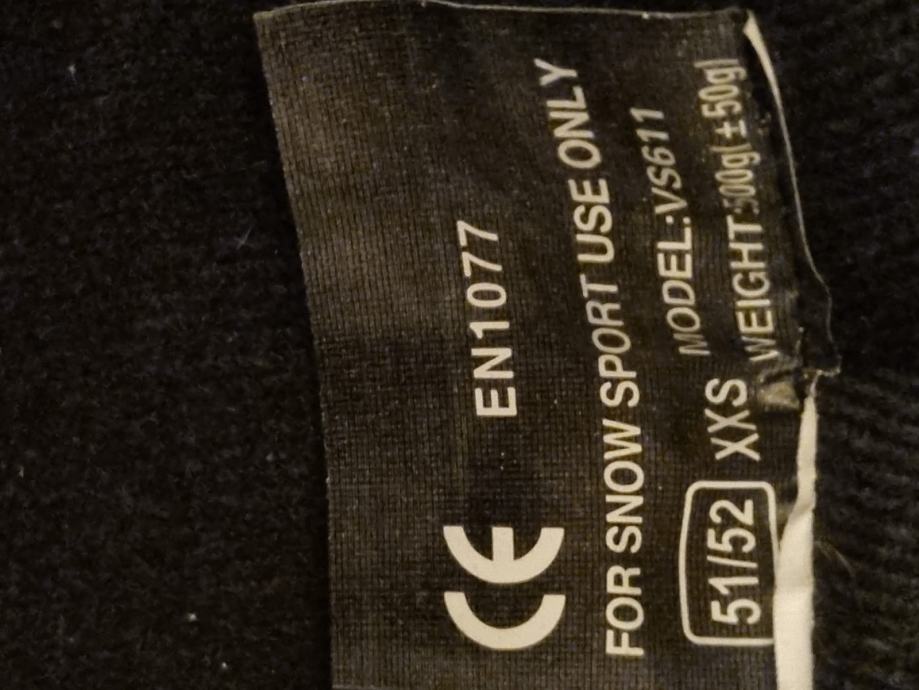 CE EN1077
FOR SNOW SPORT USE ONLY
MODEL:VS611
51/52 XXS WEIGHT:500g(±50g)